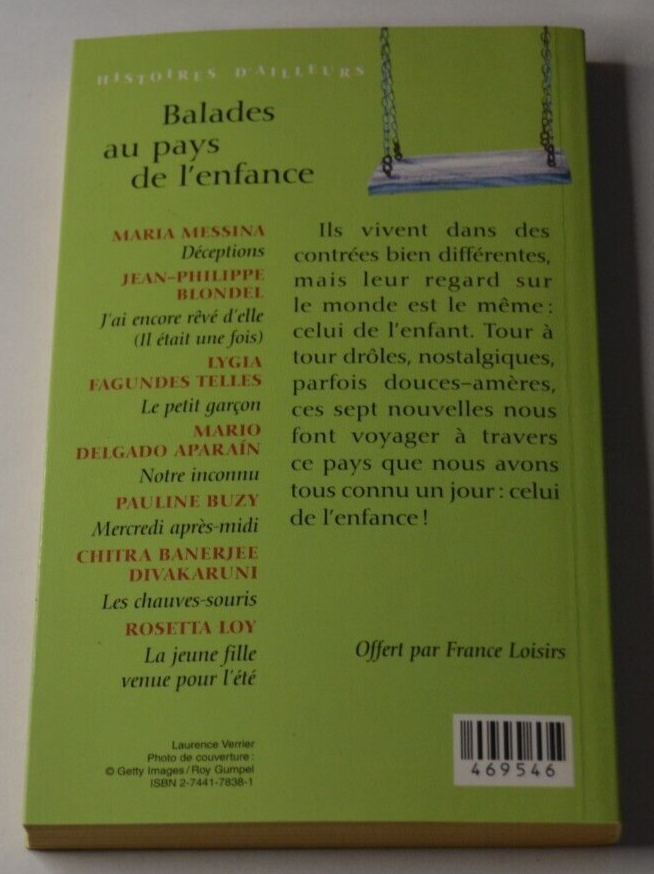 HISTOIRES D'AILLEURS
Balades
au pays
de l'enfance
MARIA MESSINA
Déceptions
JEAN-PHILIPPE
BLONDEL
J'ai encore rêvé d'elle
(Il était une fois)
LYGIA
FAGUNDES TELLES
Le petit garçon
MARIO
DELGADO APARAÍN
Notre inconnu
PAULINE BUZY
Mercredi après-midi
CHITRA BANERJEE
DIVAKARUNI
Les chauves-souris
ROSETTA LOY
La jeune fille
venue pour l'été
Ils vivent dans des
contrées bien différentes,
mais leur regard sur
le monde est le même :
celui de l'enfant. Tour à
tour drôles, nostalgiques,
parfois douces-amères,
ces sept nouvelles nous
font voyager à travers
ce pays que nous avons
tous connu un jour : celui
de l'enfance !
Offert par France Loisirs
Laurence Verrier
Photo de couverture :
© Getty Images / Roy Gumpel
ISBN 2-7441-7838-1
469546